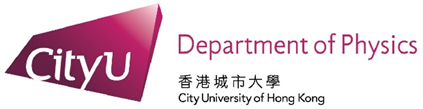 CityU
Department of Physics
香港城市大學
City University of Hong Kong